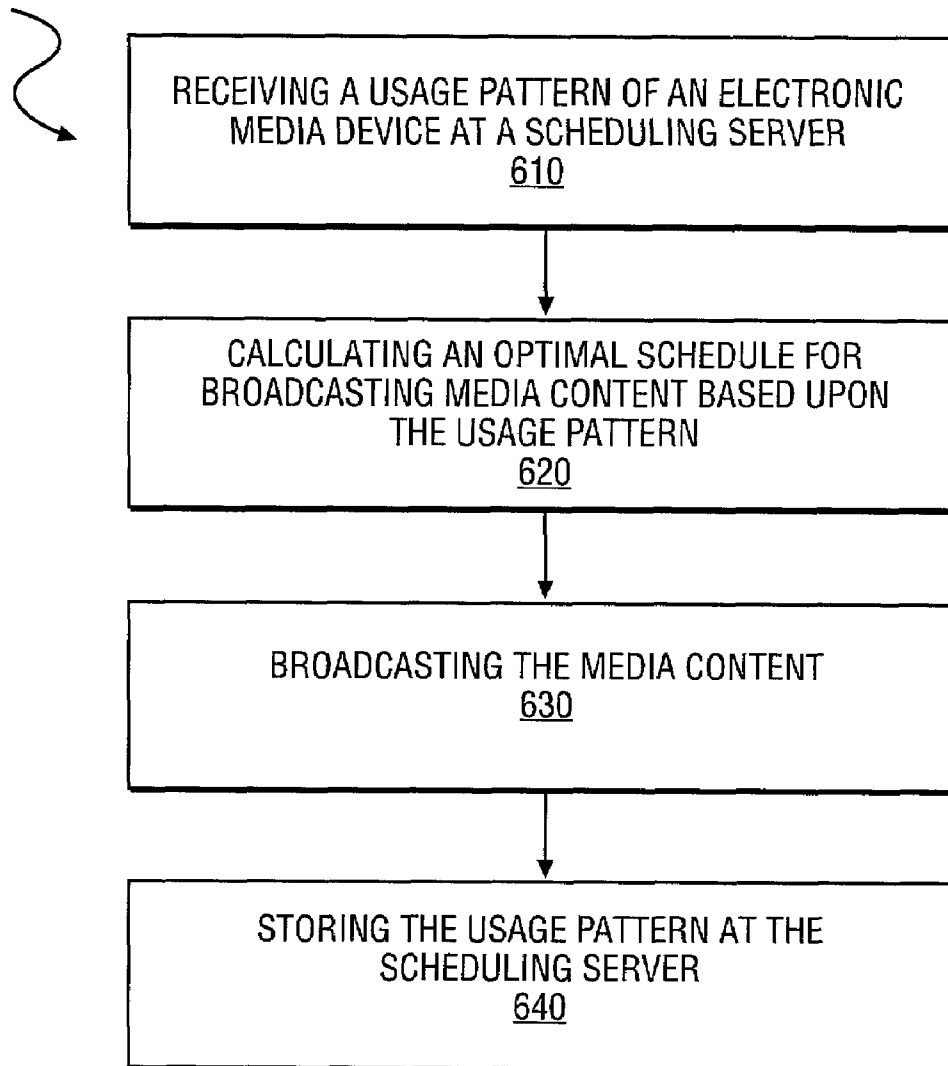 RECEIVING A USAGE PATTERN OF AN ELECTRONIC
MEDIA DEVICE AT A SCHEDULING SERVER
610
CALCULATING AN OPTIMAL SCHEDULE FOR
BROADCASTING MEDIA CONTENT BASED UPON
THE USAGE PATTERN
620
BROADCASTING THE MEDIA CONTENT
630
STORING THE USAGE PATTERN AT THE
SCHEDULING SERVER
640